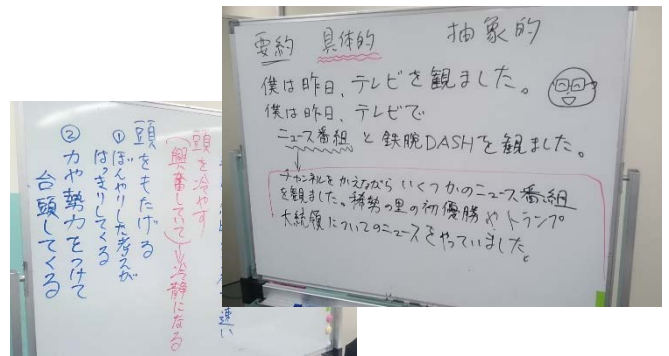 要約 具体的 抽象的
僕は昨日、テレビを観ました。
僕は昨日、テレビで
ニュース番組 と 鉄腕DASHを観ました。
チャンネルをかえながら いくつかのニュース番組
を観ました。稀勢の里の初優勝やトランプ
大統領についてのニュースをやっていました。
頭を冷やす!
(興奮していて)→冷静になる
頭をもたげる
①ぼんやりした考えが
はっきりしてくる
②力や勢力をつけて
台頭してくる